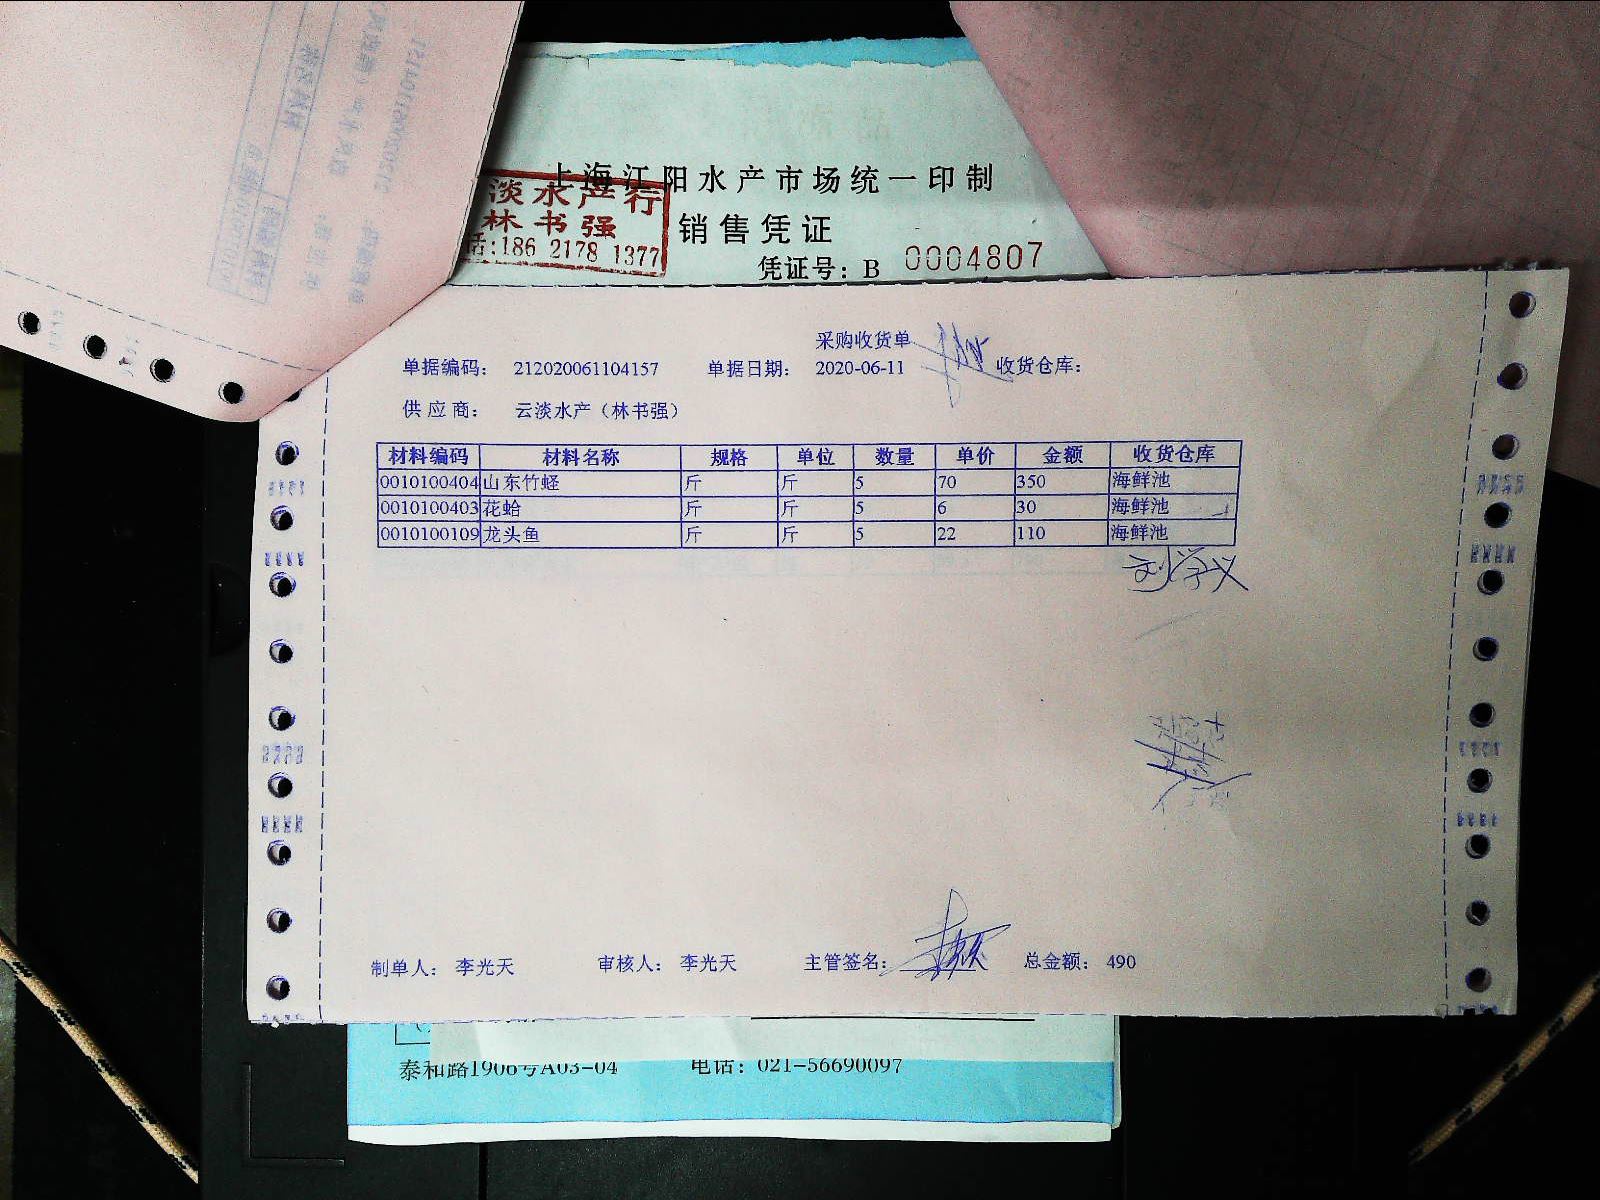 上海江阳水产市场统一印制
淡水产行
林书强
话:186 2178 1377
销售凭证
凭证号：B 0004807
采购收货单
单据编码： 212020061104157 单据日期： 2020-06-11 收货仓库：
供应商： 云淡水产（林书强）
材料编码 材料名称 规格 单位 数量 单价 金额 收货仓库
0010100404 山东竹蛏 斤 斤 5 70 350 海鲜池
0010100403 花蛤 斤 斤 5 6 30 海鲜池
0010100109 龙头鱼 斤 斤 5 22 110 海鲜池
刘学义
制单人： 李光天 审核人： 李光天 主管签名： 总金额： 490
泰和路1906号A03-04 电话：021-56690097